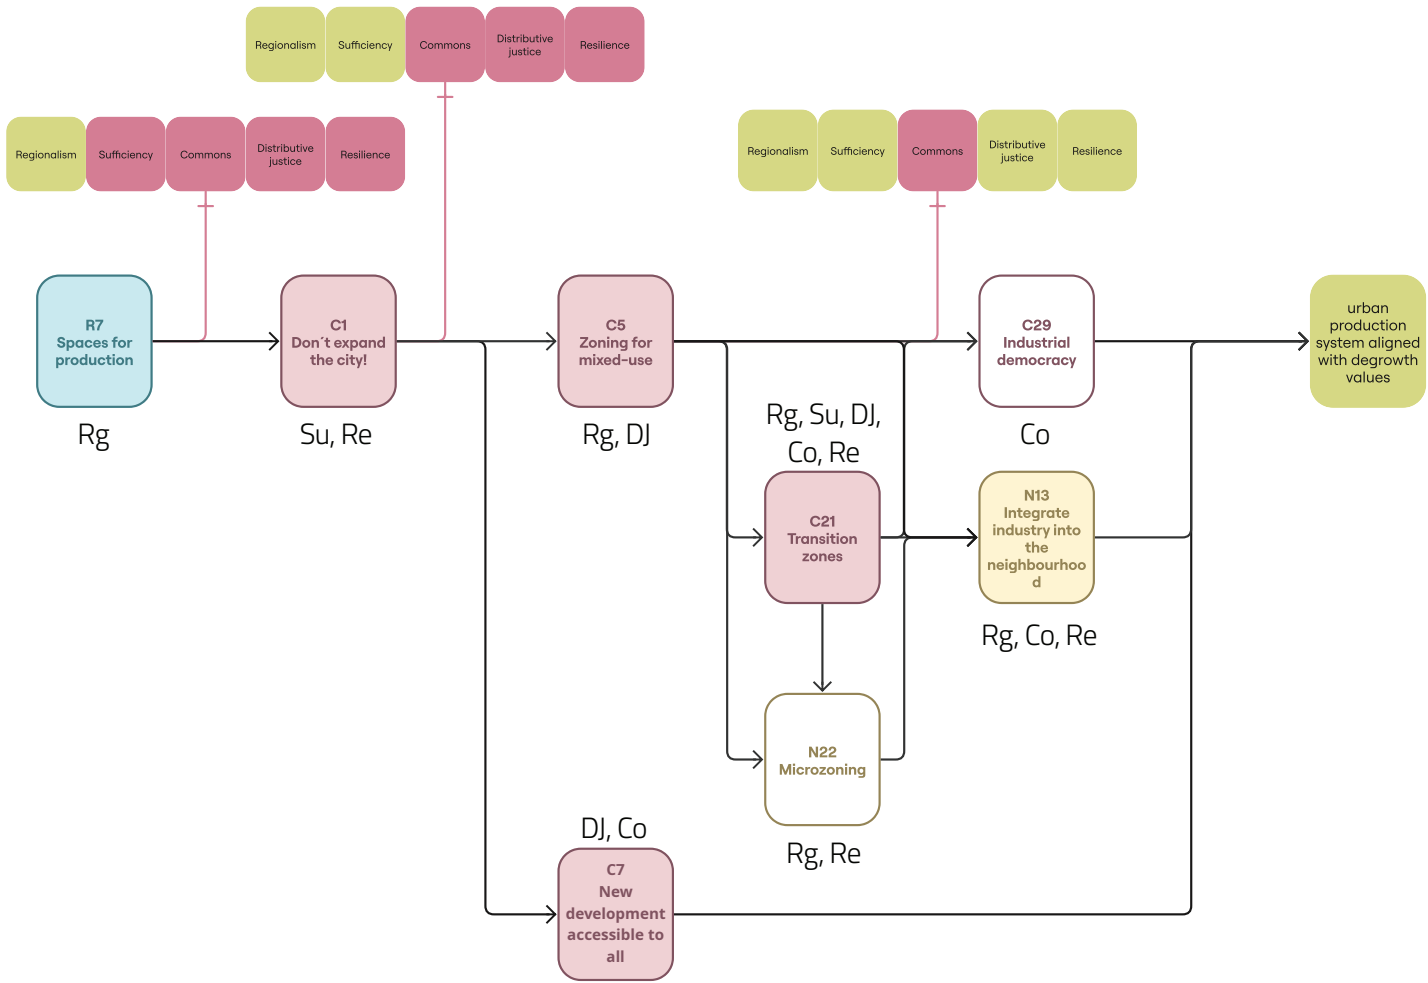 Regionalism
Sufficiency
Commons
Distributive
justice
Resilience
Regionalism
Sufficiency
Commons
Distributive
justice
Resilience
Regionalism
Sufficiency
Commons
Distributive
justice
Resilience
R7
Spaces for
production
Rg
C1
Don´t expand
the city!
Su, Re
C5
Zoning for
mixed-use
Rg, DJ
C29
Industrial
democracy
Co
urban
production
system aligned
with degrowth
values
Rg, Su, DJ,
Co, Re
C21
Transition
zones
N13
Integrate
industry into
the
neighbourhoo
d
Rg, Co, Re
N22
Microzoning
Rg, Re
DJ, Co
C7
New
development
accessible to
all